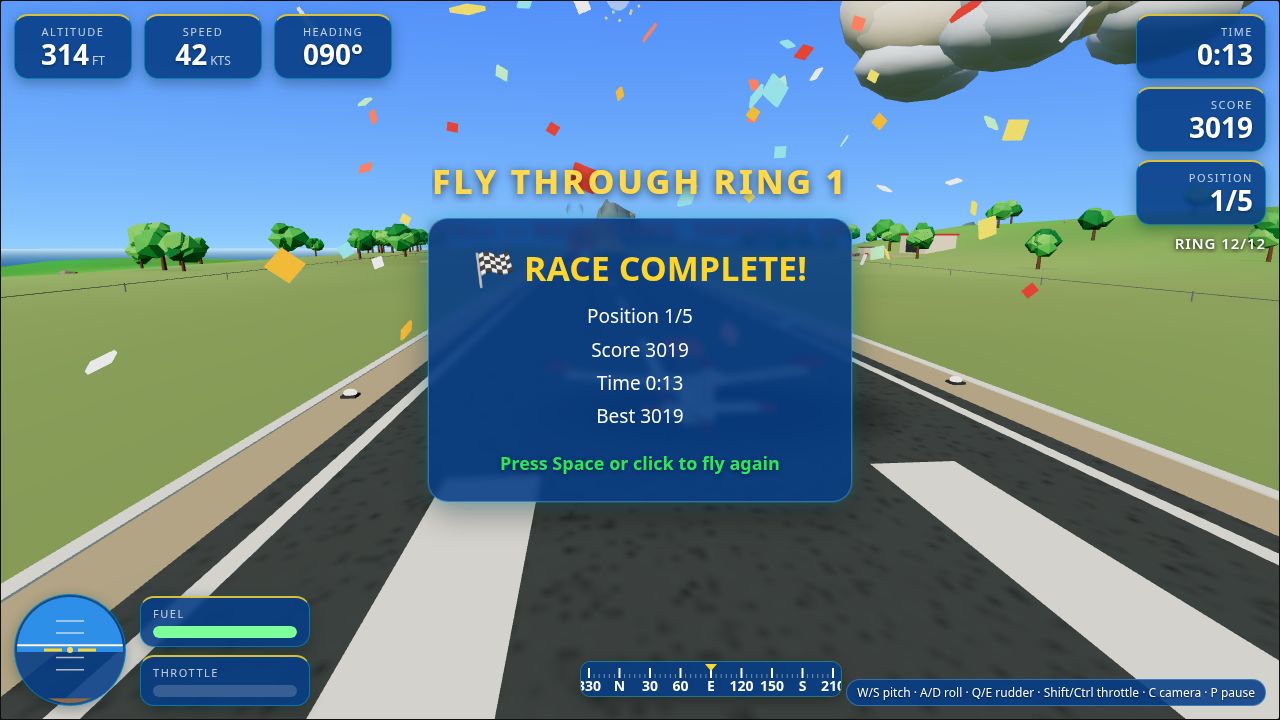 ALTITUDE
314 FT
SPEED
42 KTS
HEADING
090°
TIME
0:13
SCORE
3019
POSITION
1/5
RING 12/12
FLY THROUGH RING 1
RACE COMPLETE!
Position 1/5
Score 3019
Time 0:13
Best 3019
Press Space or click to fly again
FUEL
THROTTLE
330 N 30 60 E 120 150 S 210
W/S pitch · A/D roll · Q/E rudder · Shift/Ctrl throttle · C camera · P pause